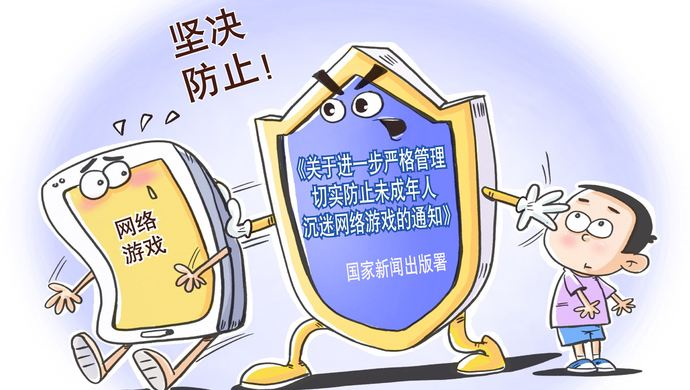 坚决
防止!
《关于进一步严格管理
切实防止未成年人
沉迷网络游戏的通知》
国家新闻出版署
网络
游戏